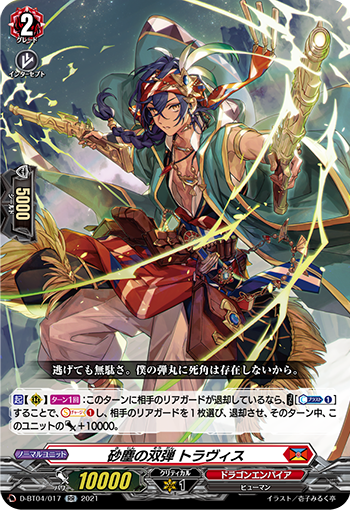 2
グレード
インターセプト
5000
シールド
逃げても無駄さ。僕の弾丸に死角は存在しないから。
起【R】ターン1回:このターンに相手のリアガードが退却しているなら、【コスト】[CBブラスト1]
することで、SCチャージ1し、相手のリアガードを1枚選び、退却させ、そのターン中、こ
のユニットの+10000。
ノーマルユニット
砂塵の双弾 トラヴィス
パワー
10000
クリティカル
1
ドラゴンエンパイア
ヒューマン
D-BT04/017 RR 2021
イラスト/壱子みるく亭